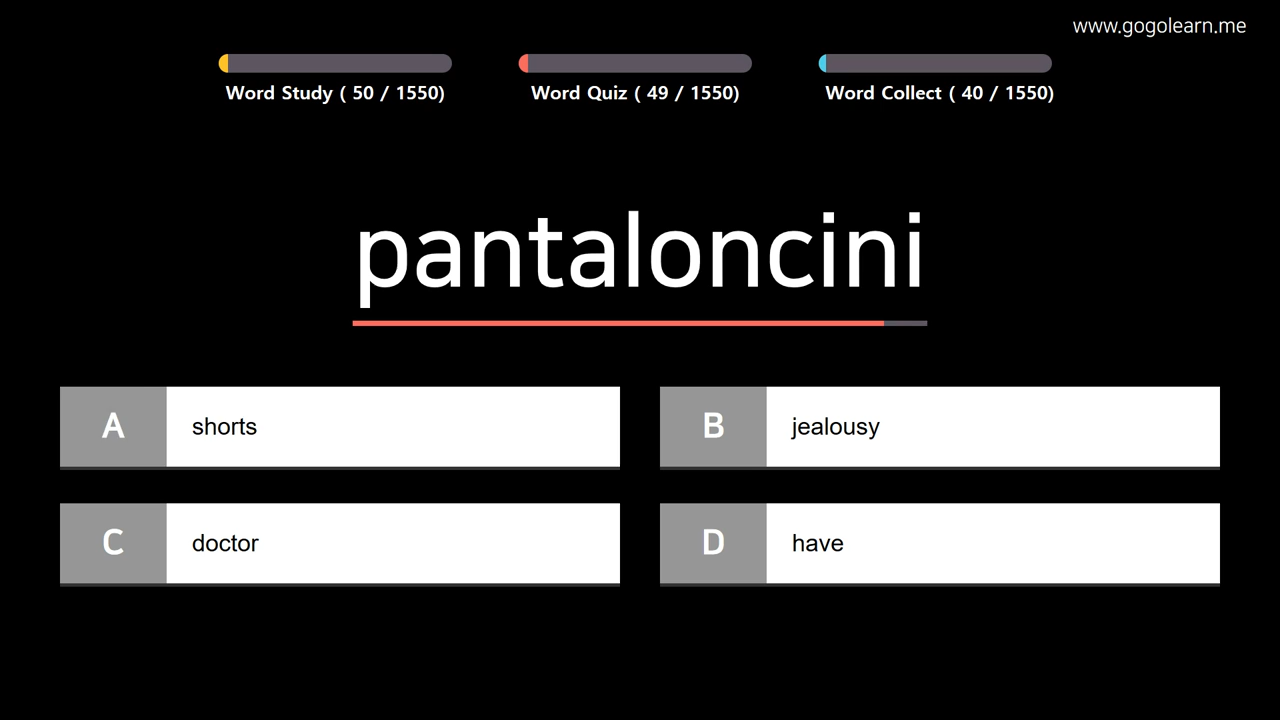 www.gogolearn.me
Word Study ( 50 / 1550)
Word Quiz ( 49 / 1550)
Word Collect ( 40 / 1550)
pantaloncini
A shorts
B jealousy
C doctor
D have